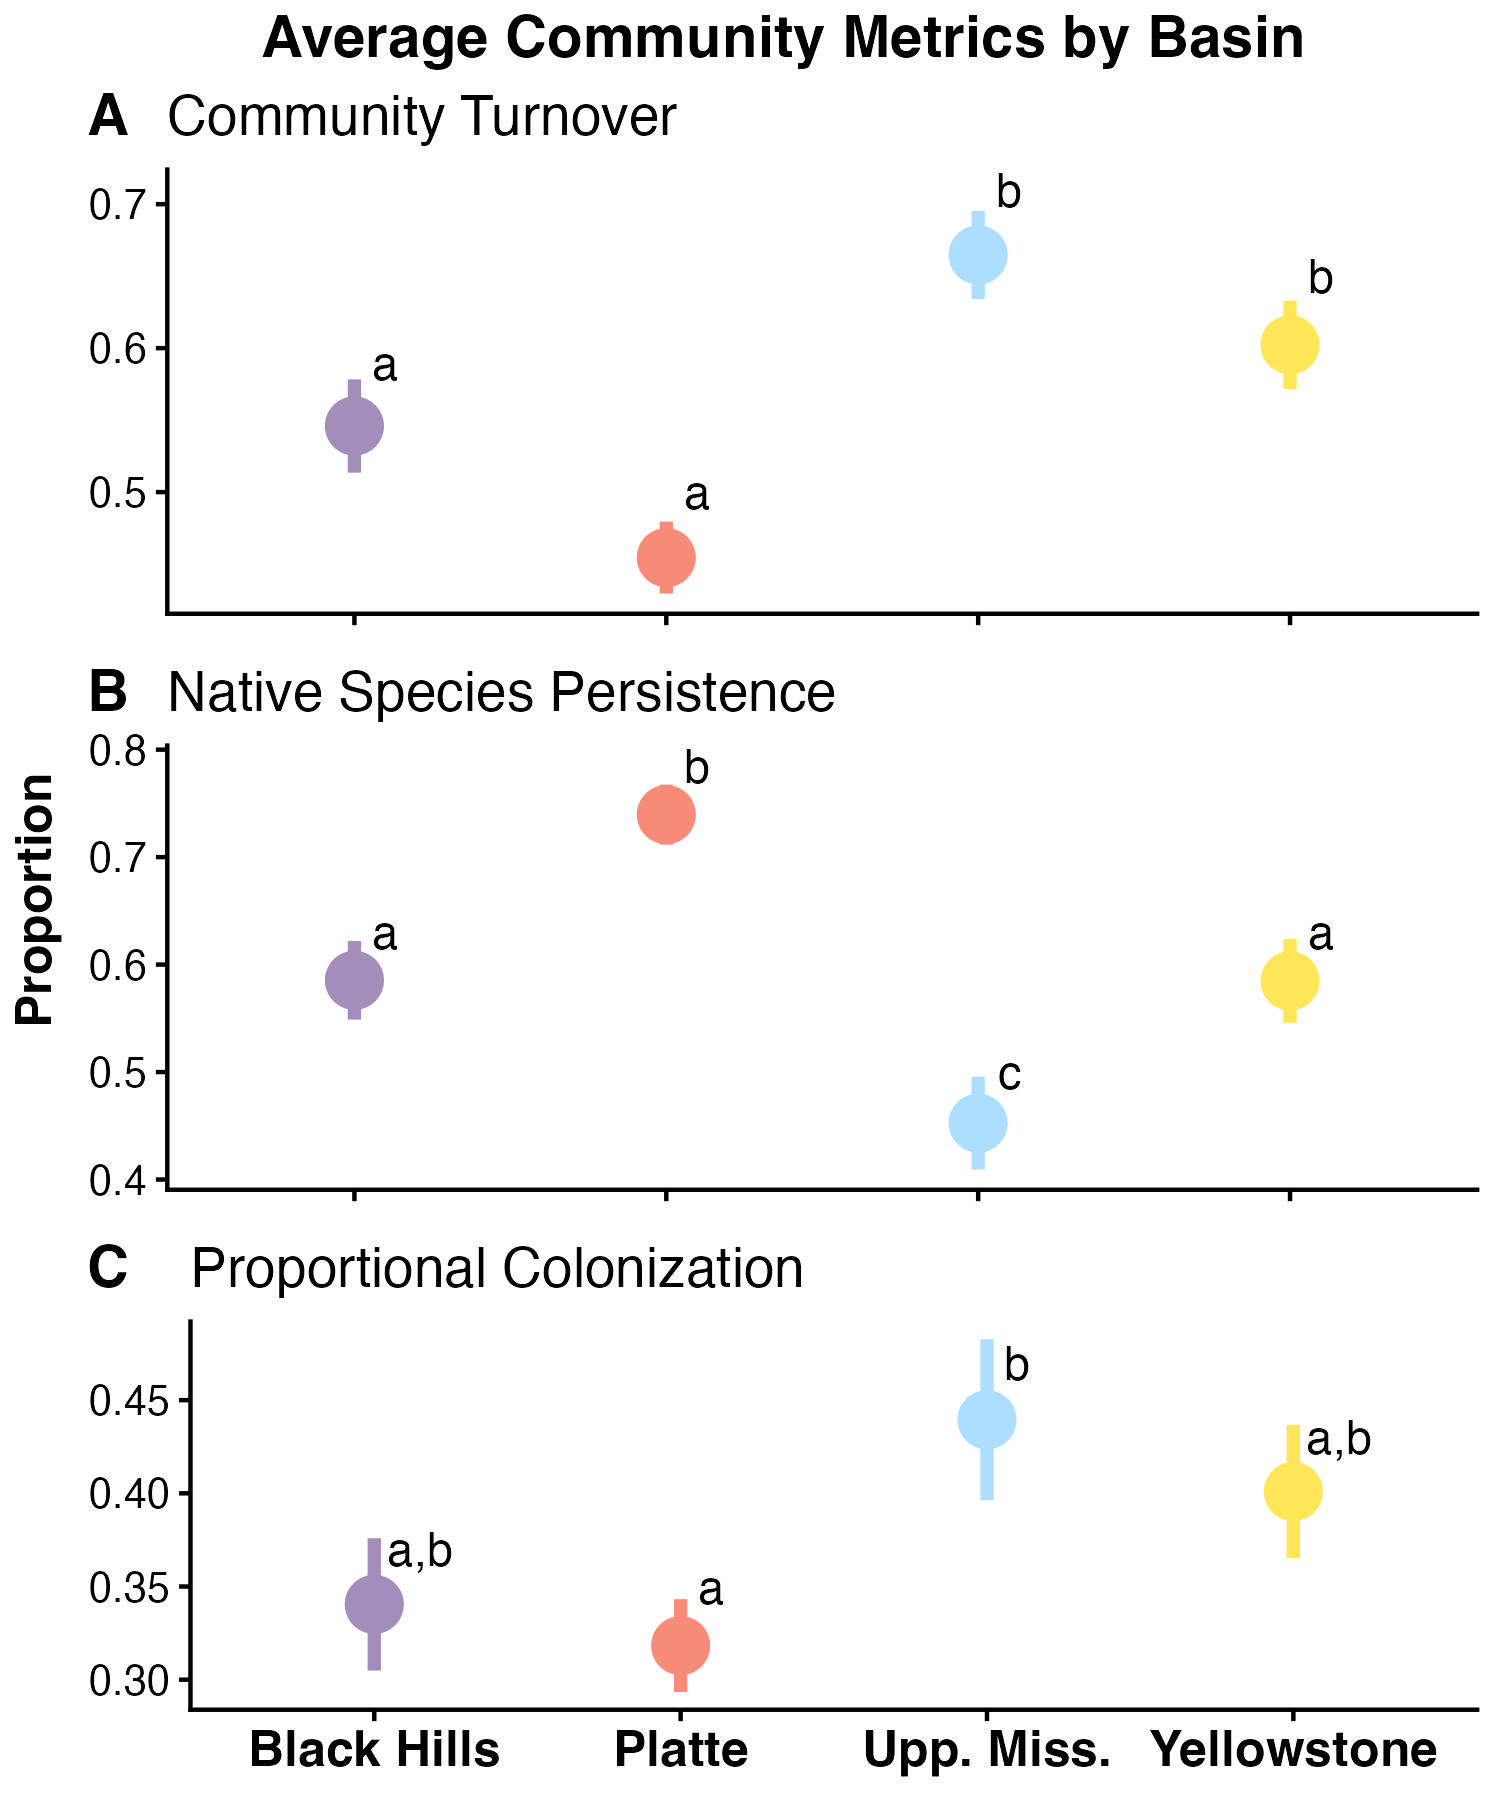 Average Community Metrics by Basin
A Community Turnover
0.7
0.6
0.5
a
a
b
b
B Native Species Persistence
0.8
0.7
0.6
0.5
0.4
a
b
c
a
Proportion
C Proportional Colonization
0.45
0.40
0.35
0.30
a,b
a
b
a,b
Black Hills Platte Upp. Miss. Yellowstone